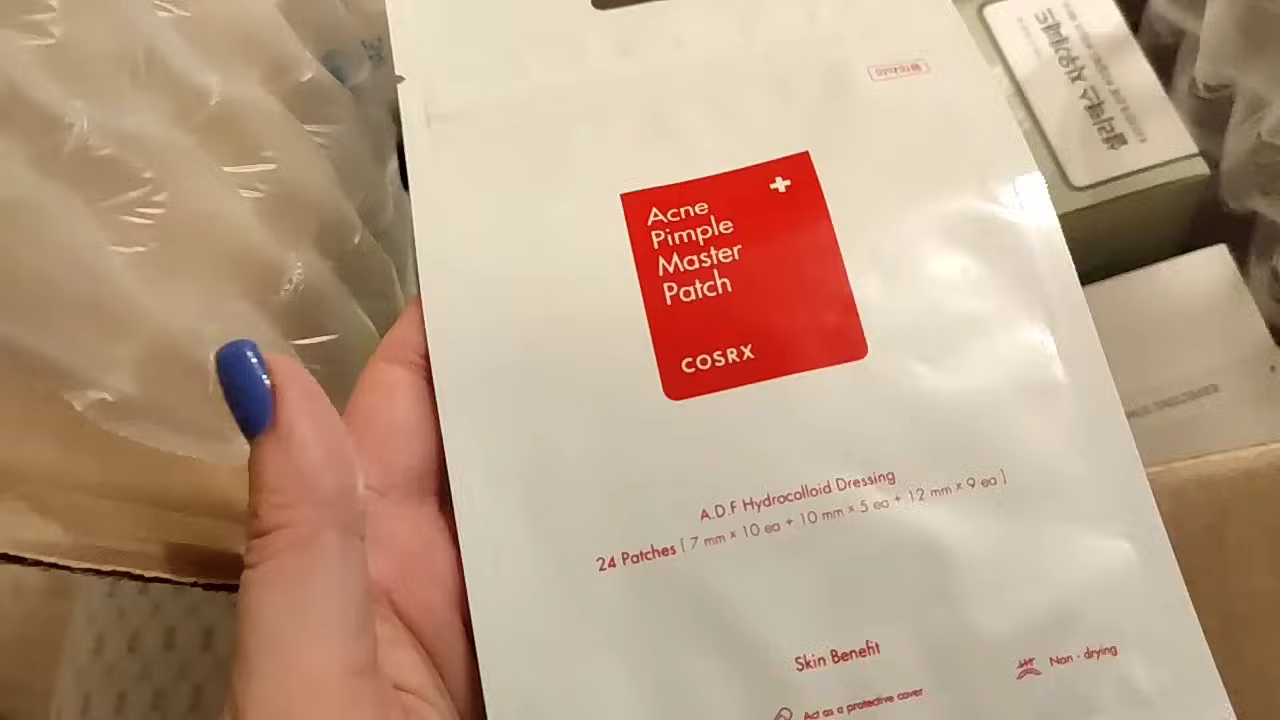 Acne
Pimple
Master
Patch
COSRX
A.D.F Hydrocolloid Dressing
24 Patches [ 7 mm x 10 ea + 10 mm x 5 ea + 12 mm x 9 ea ]
Skin Benefit
Non - drying
Act as a protective cover